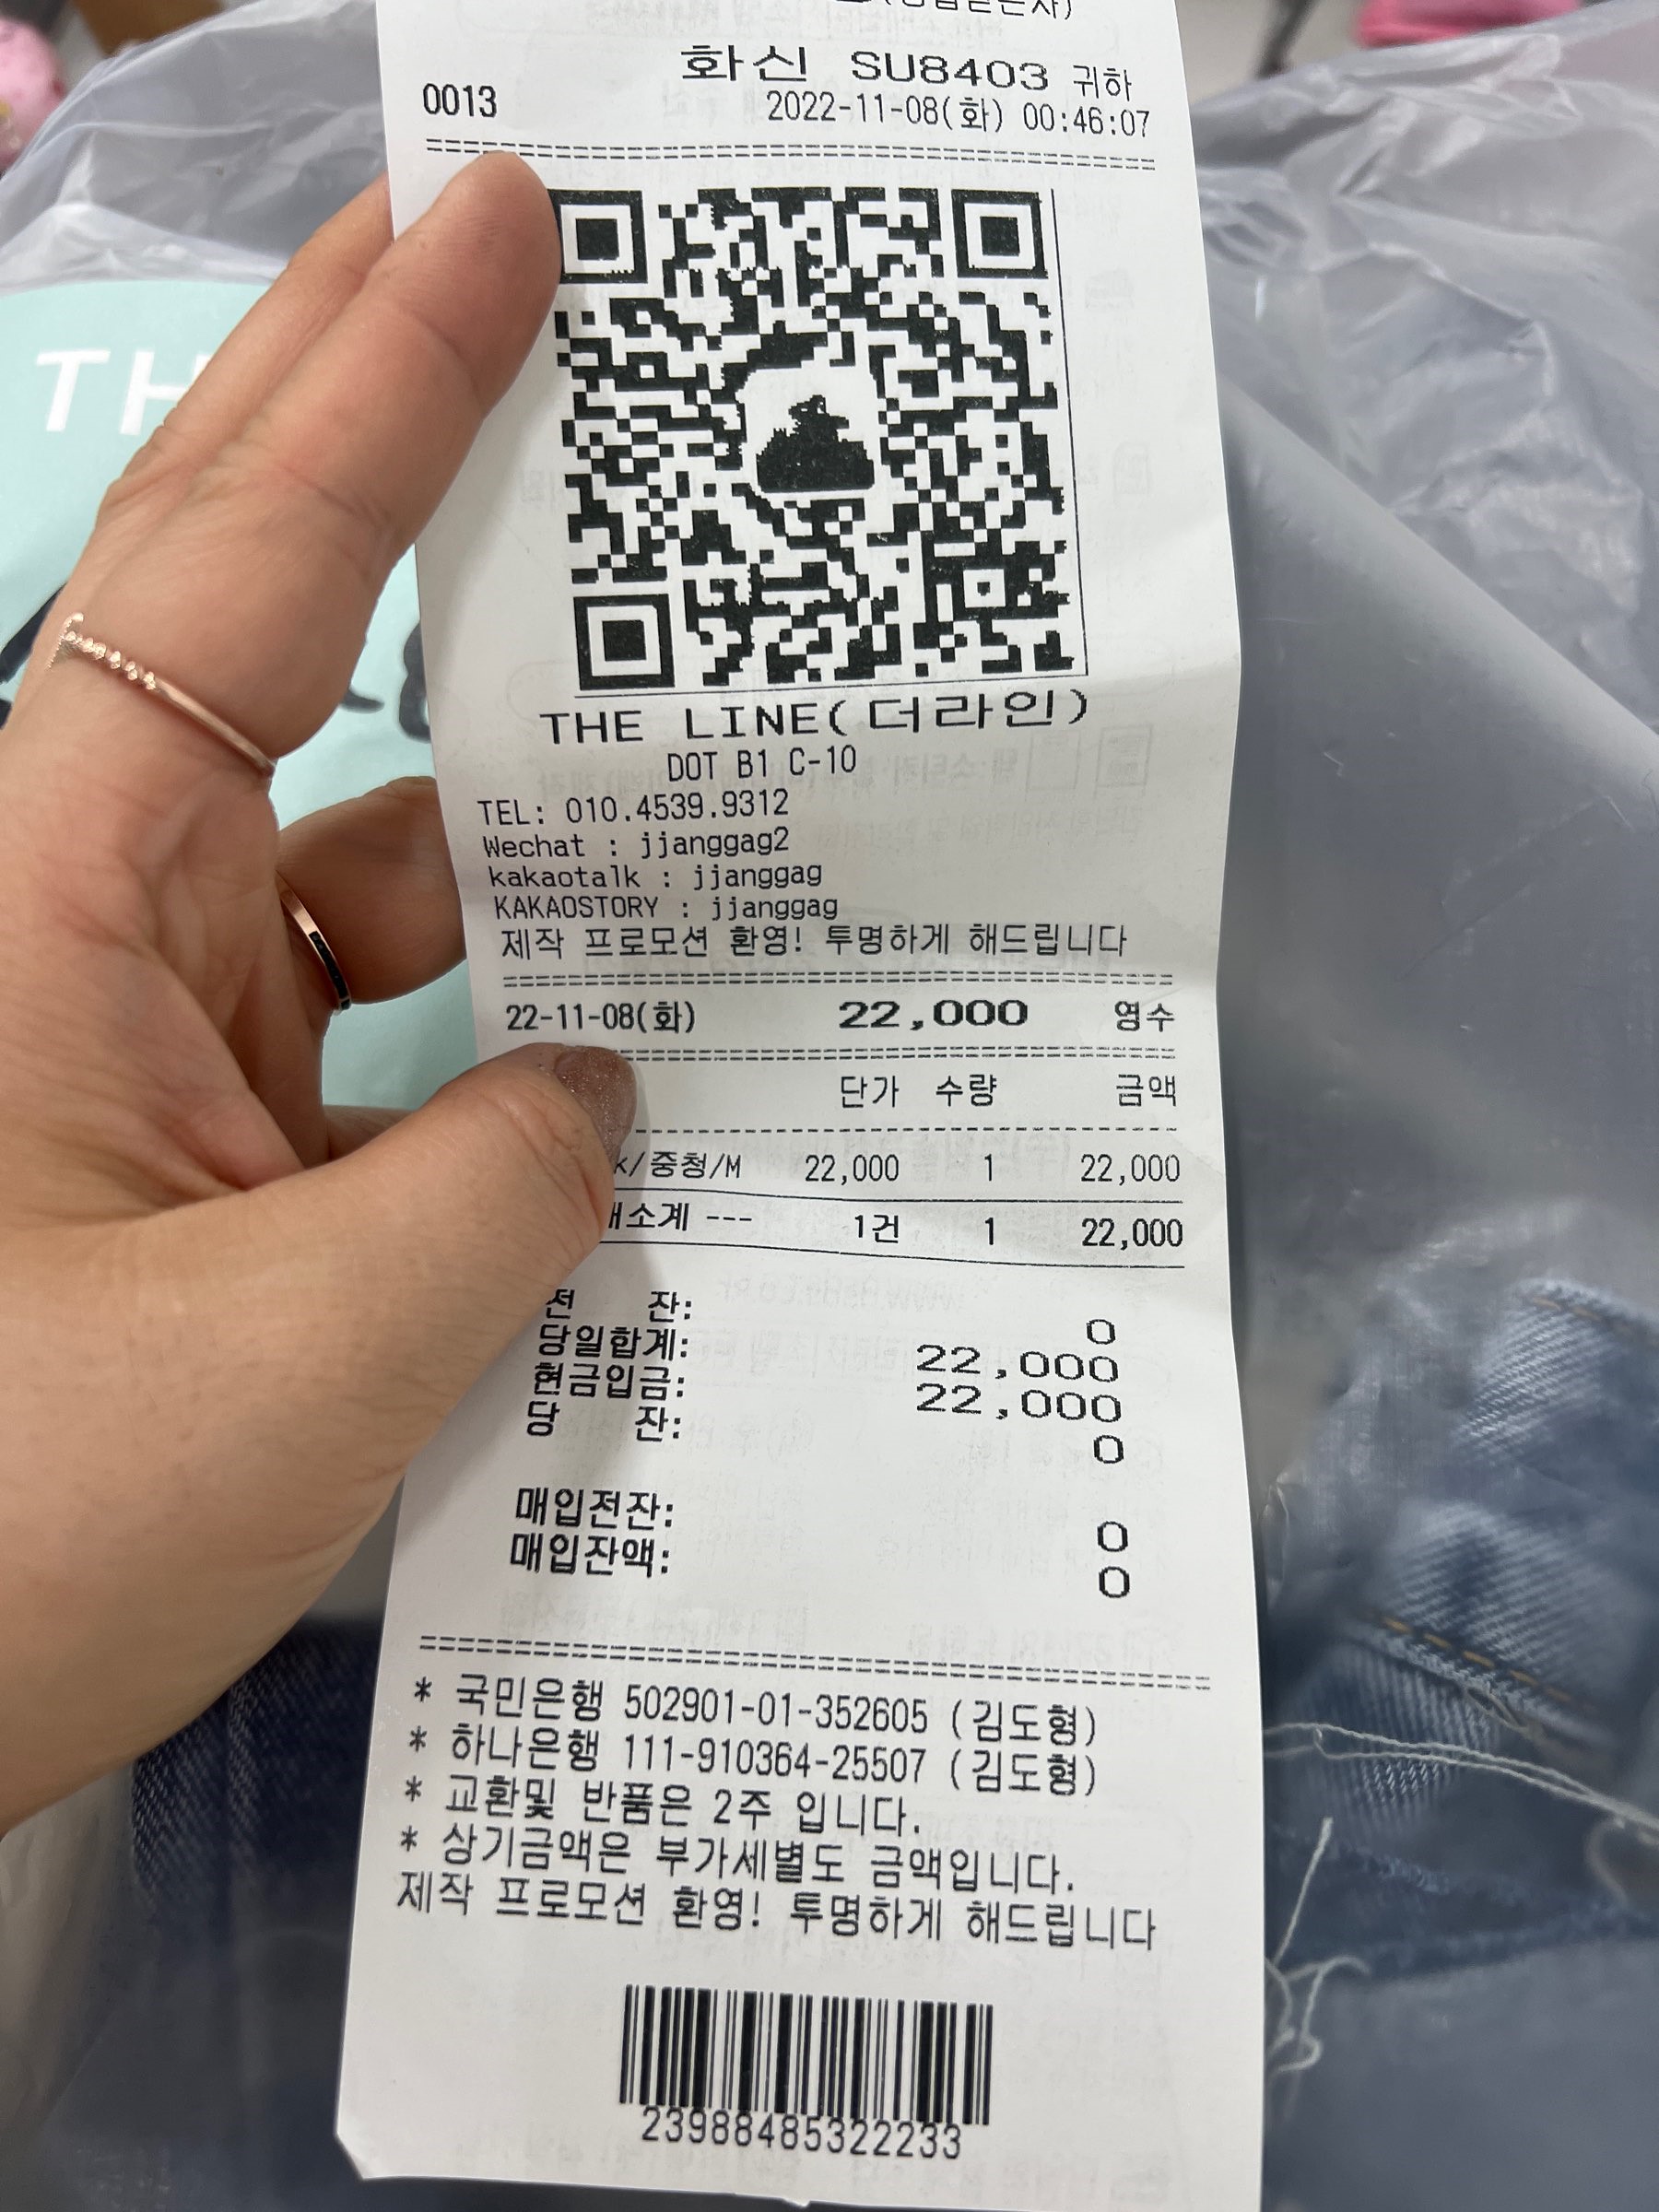 화신 SU8403 귀하
0013 2022-11-08(화) 00:46:07
THE LINE(더라인)
DOT B1 C-10
TEL: 010.4539.9312
Wechat : jjanggag2
kakaotalk : jjanggag
KAKAOSTORY : jjanggag
제작 프로모션 환영! 투명하게 해드립니다
22-11-08(화) 22,000 영수
단가 수량 금액
k/중청/M 22,000 1 22,000
매소계 --- 1건 1 22,000
전 잔: 0
당일합계: 22,000
현금입금: 22,000
당 잔: 0
매입전잔: 0
매입잔액: 0
* 국민은행 502901-01-352605 (김도형)
* 하나은행 111-910364-25507 (김도형)
* 교환및 반품은 2주 입니다.
* 상기금액은 부가세별도 금액입니다.
제작 프로모션 환영! 투명하게 해드립니다
23988485322233
TH